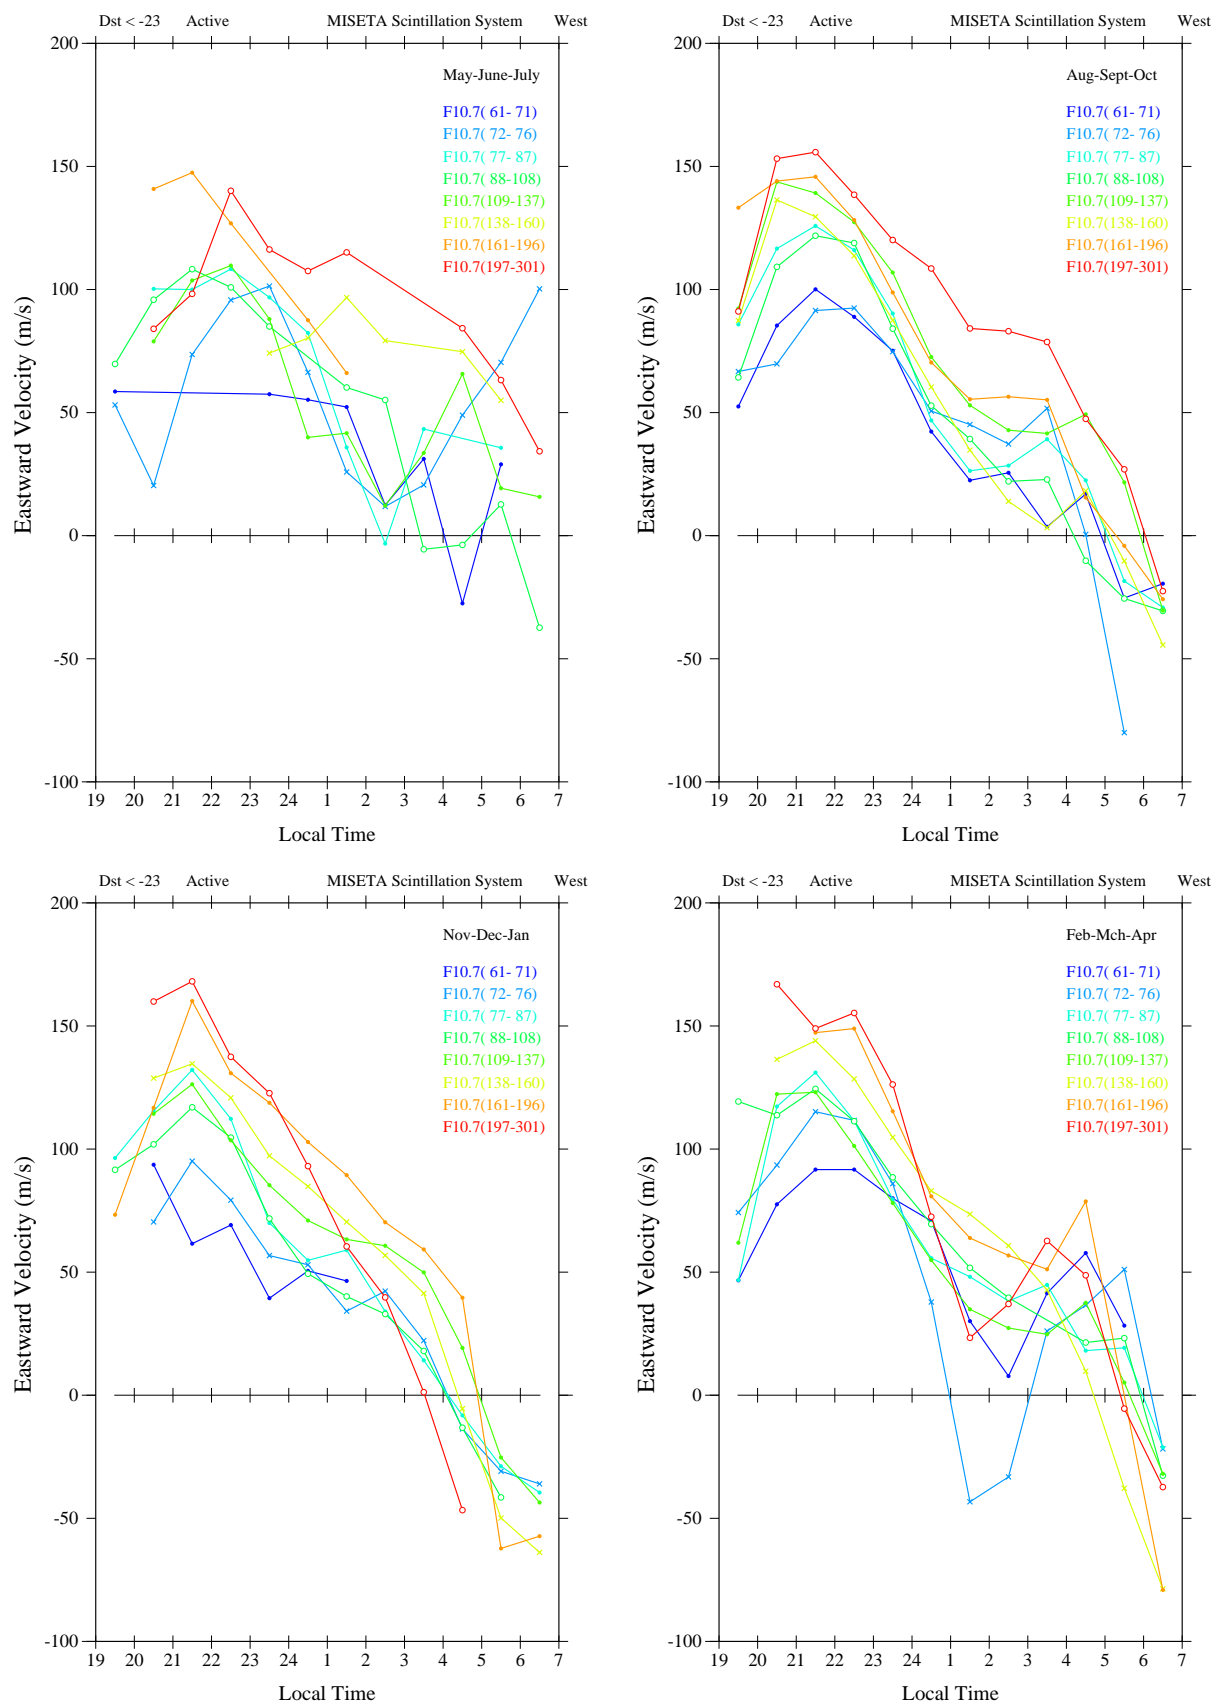 Dst < -23 Active MISETA Scintillation System West
200
May-June-July
F10.7( 61- 71)
F10.7( 72- 76)
F10.7( 77- 87)
F10.7( 88-108)
F10.7(109-137)
F10.7(138-160)
F10.7(161-196)
F10.7(197-301)
150
100
50
0
-50
-100
Eastward Velocity (m/s)
19 20 21 22 23 24 1 2 3 4 5 6 7
Local Time
Dst < -23 Active MISETA Scintillation System West
200
Aug-Sept-Oct
F10.7( 61- 71)
F10.7( 72- 76)
F10.7( 77- 87)
F10.7( 88-108)
F10.7(109-137)
F10.7(138-160)
F10.7(161-196)
F10.7(197-301)
150
100
50
0
-50
-100
Eastward Velocity (m/s)
19 20 21 22 23 24 1 2 3 4 5 6 7
Local Time
Dst < -23 Active MISETA Scintillation System West
200
Nov-Dec-Jan
F10.7( 61- 71)
F10.7( 72- 76)
F10.7( 77- 87)
F10.7( 88-108)
F10.7(109-137)
F10.7(138-160)
F10.7(161-196)
F10.7(197-301)
150
100
50
0
-50
-100
Eastward Velocity (m/s)
19 20 21 22 23 24 1 2 3 4 5 6 7
Local Time
Dst < -23 Active MISETA Scintillation System West
200
Feb-Mch-Apr
F10.7( 61- 71)
F10.7( 72- 76)
F10.7( 77- 87)
F10.7( 88-108)
F10.7(109-137)
F10.7(138-160)
F10.7(161-196)
F10.7(197-301)
150
100
50
0
-50
-100
Eastward Velocity (m/s)
19 20 21 22 23 24 1 2 3 4 5 6 7
Local Time